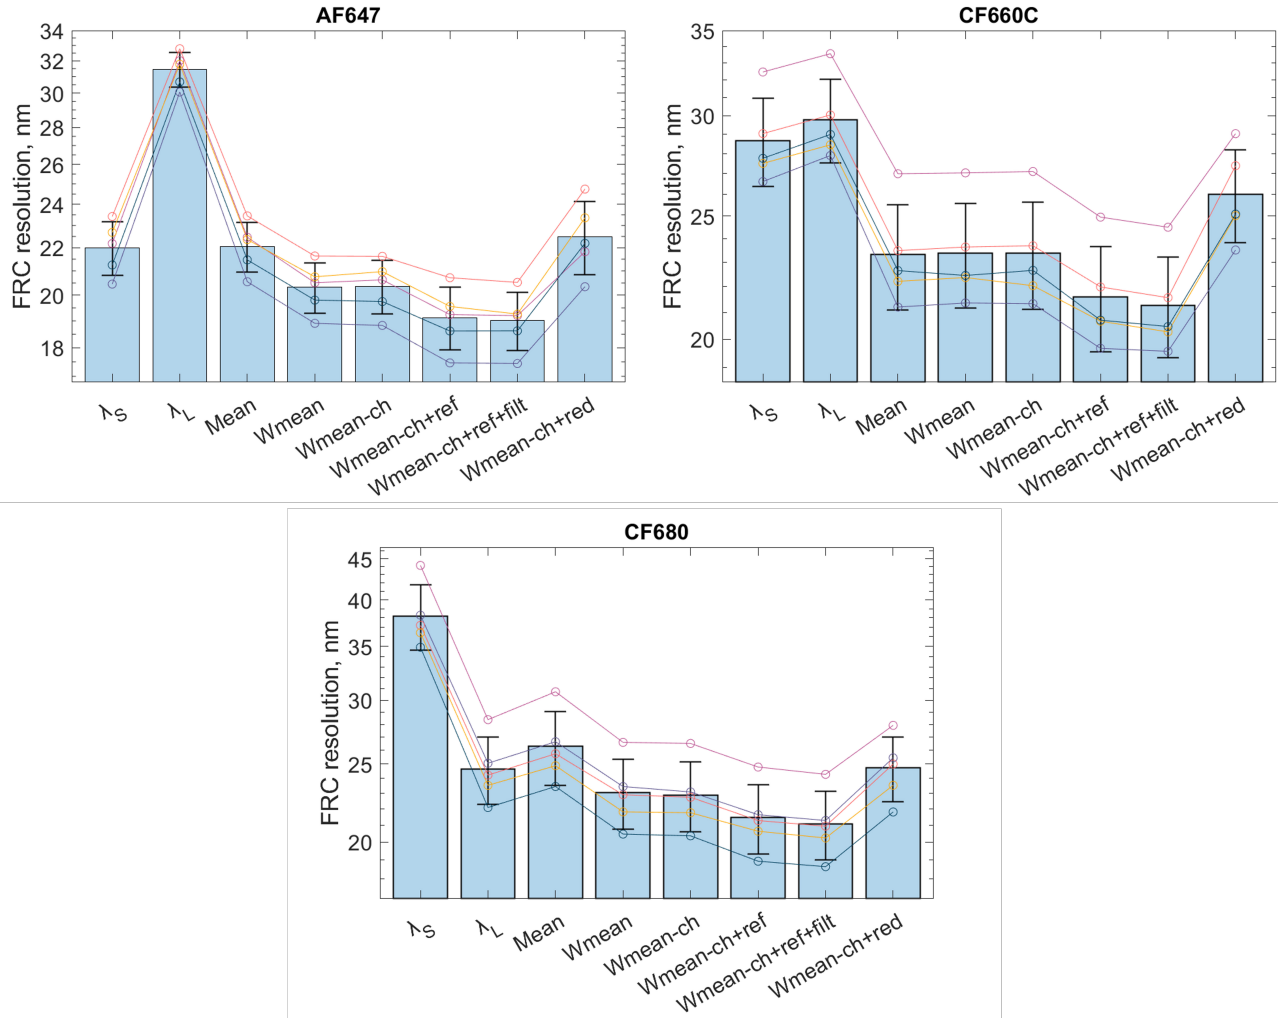 AF647
FRC resolution, nm
34
32
30
28
26
24
22
20
18
λS
λL
Mean
Wmean
Wmean-ch
Wmean-ch+ref
Wmean-ch+ref+filt
Wmean-ch+red
CF660C
FRC resolution, nm
35
30
25
20
λS
λL
Mean
Wmean
Wmean-ch
Wmean-ch+ref
Wmean-ch+ref+filt
Wmean-ch+red
CF680
FRC resolution, nm
45
40
35
30
25
20
λS
λL
Mean
Wmean
Wmean-ch
Wmean-ch+ref
Wmean-ch+ref+filt
Wmean-ch+red